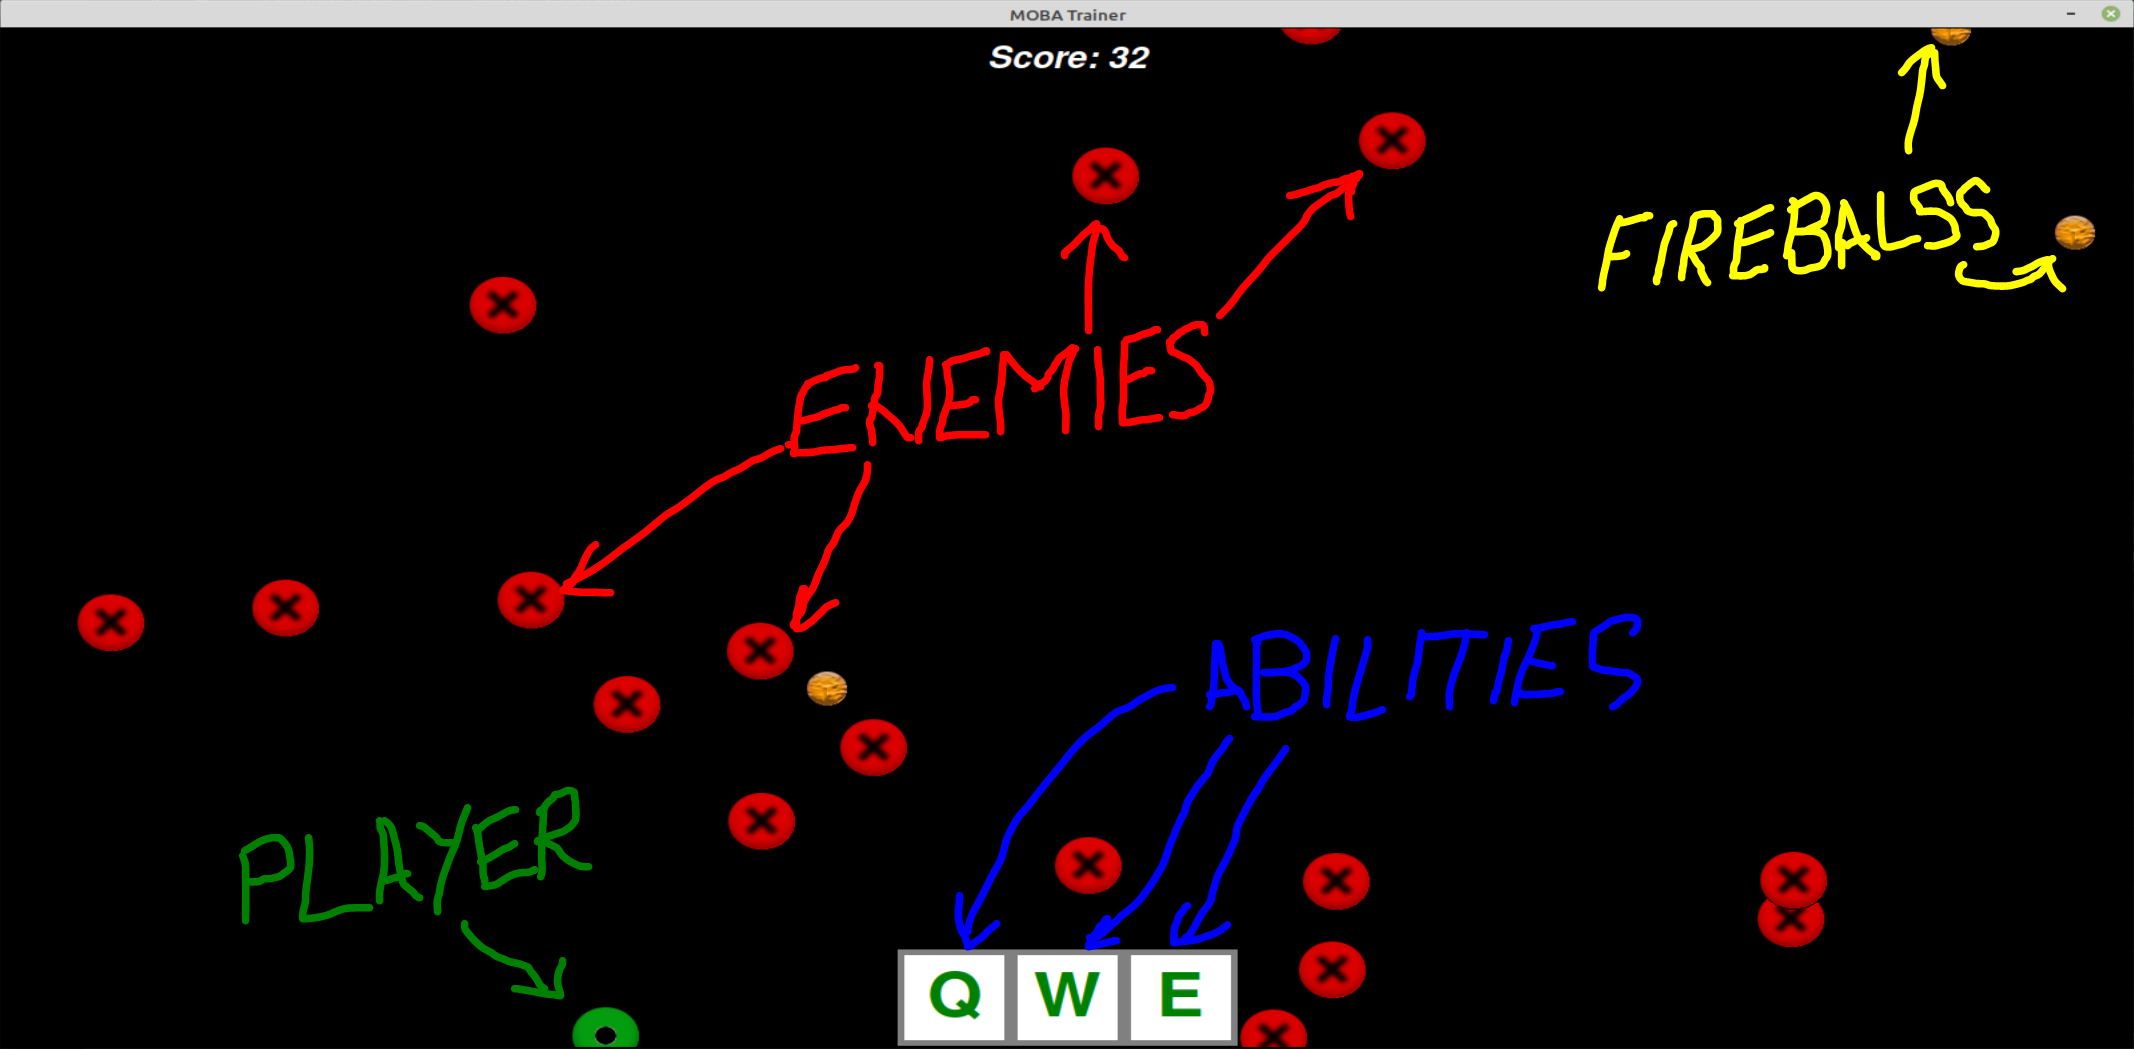 MOBA Trainer
Score: 32
FIREBALSS
ENEMIES
ABILITIES
PLAYER
Q W E